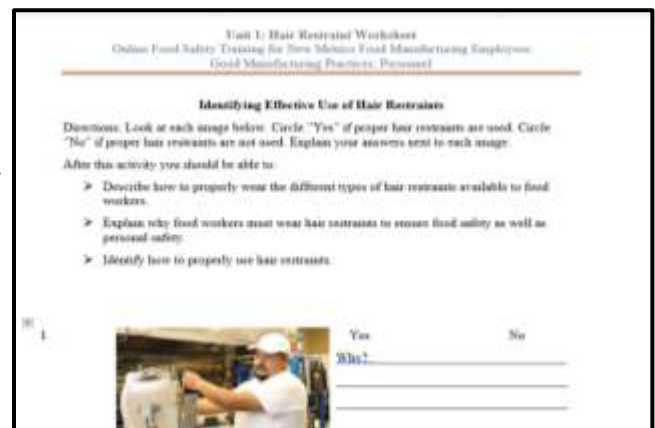 Unit 1: Hair Restraint Worksheet
Online Food Safety Training for New Mexico Food Manufacturing Employees
Good Manufacturing Practices: Personnel
Identifying Effective Use of Hair Restraints
Directions: Look at each image below. Circle "Yes" if proper hair restraints are used. Circle
"No" if proper hair restraints are not used. Explain your answers next to each image.
After this activity you should be able to:
➤ Describe how to properly wear the different types of hair restraints available to food
workers.
➤ Explain why food workers must wear hair restraints to ensure food safety as well as
personal safety.
➤ Identify how to properly use hair restraints.
1.
Yes No
Why?